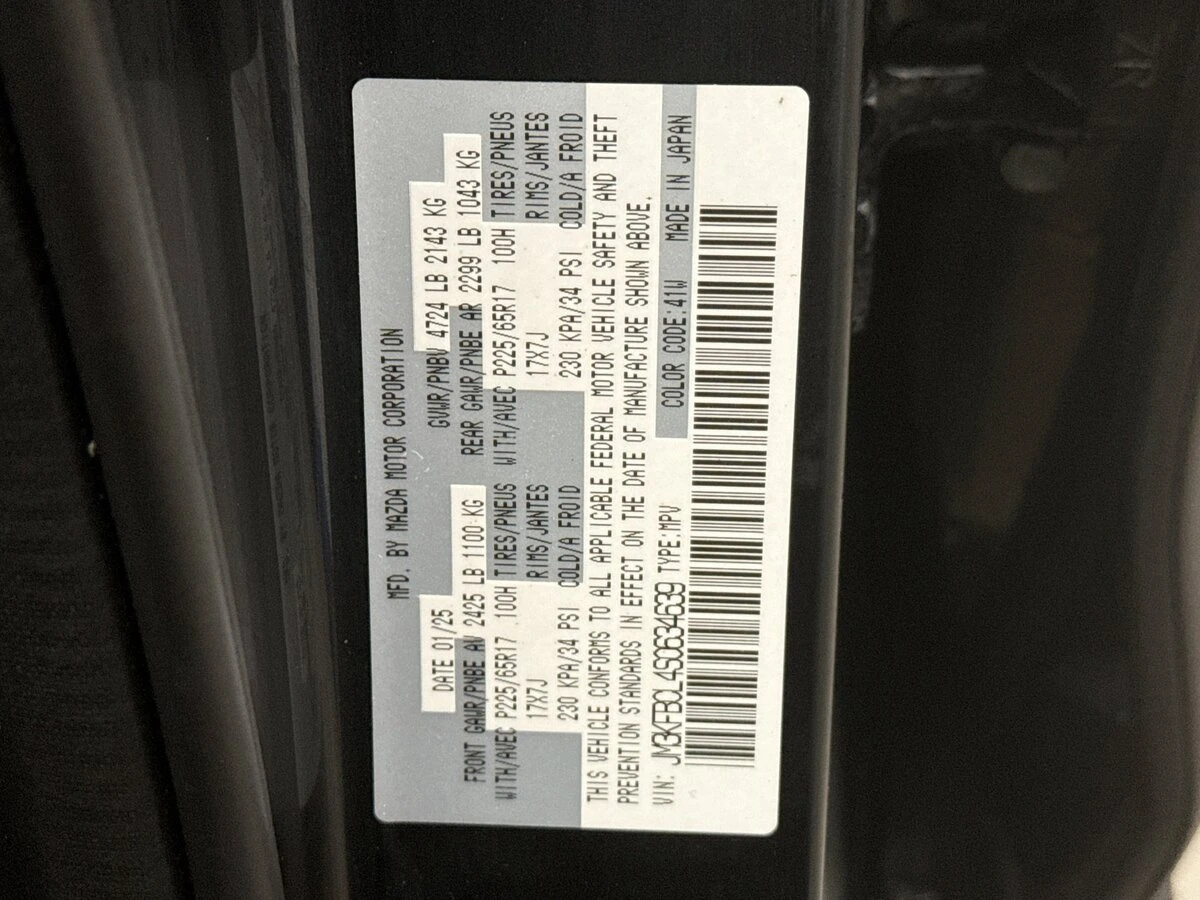 MFD. BY MAZDA MOTOR CORPORATION
DATE 01/25 GVWR/PNBV 4724 LB 2143 KG
FRONT GAWR/PNBE AV 2425 LB 1100 KG REAR GAWR/PNBE AR 2299 LB 1043 KG
WITH/AVEC P225/65R17 100H TIRES/PNEUS WITH/AVEC P225/65R17 100H TIRES/PNEUS
17X7J RIMS/JANTES 17X7J RIMS/JANTES
230 KPA/34 PSI COLD/A FROID 230 KPA/34 PSI COLD/A FROID
THIS VEHICLE CONFORMS TO ALL APPLICABLE FEDERAL MOTOR VEHICLE SAFETY AND THEFT
PREVENTION STANDARDS IN EFFECT ON THE DATE OF MANUFACTURE SHOWN ABOVE.
VIN: JM3KFBCL4S0634639 TYPE:MPV COLOR CODE:41W MADE IN JAPAN